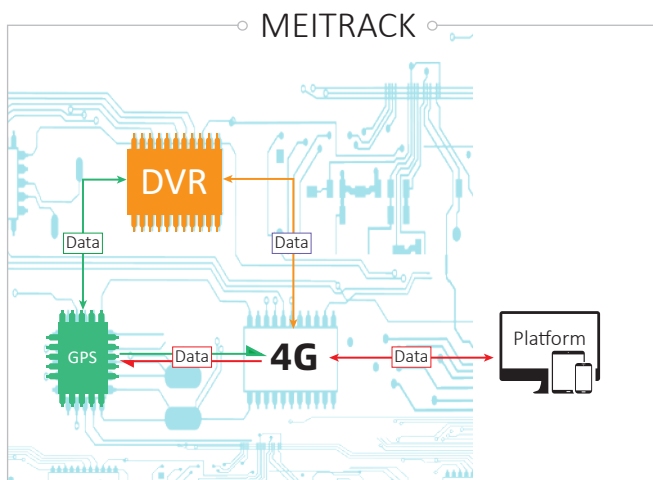 MEITRACK
DVR
Data
Data
GPS
Data
4G
Data
Platform